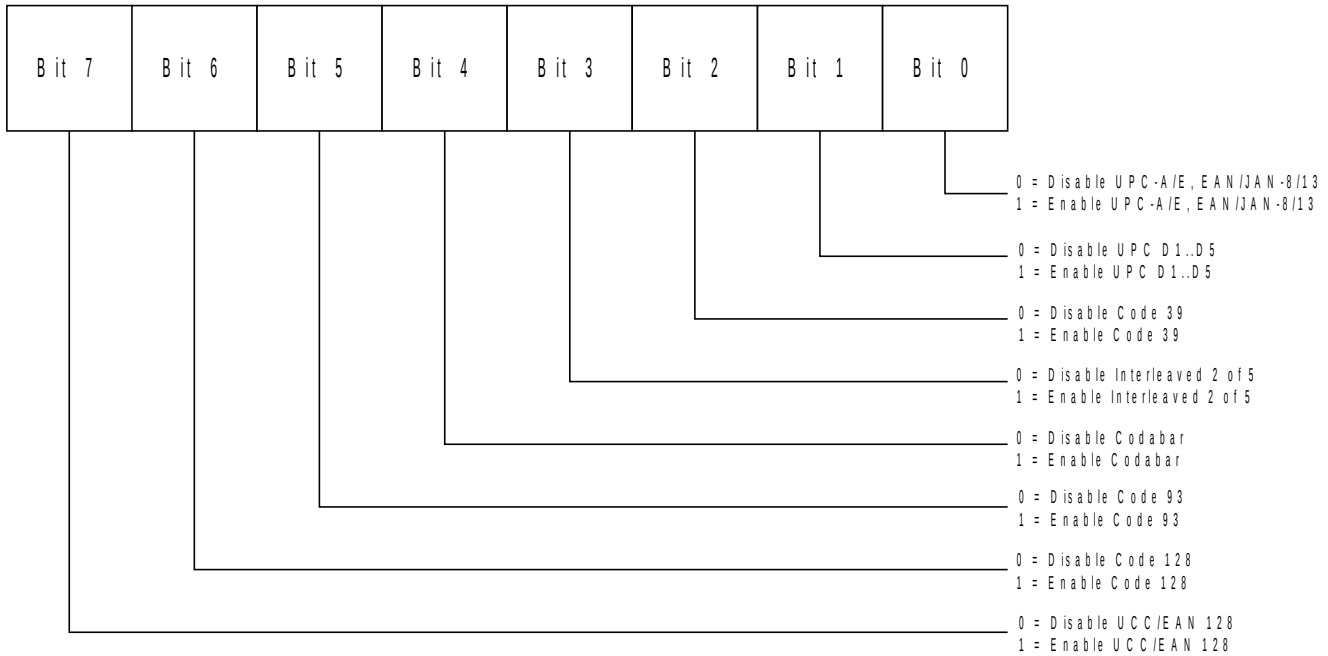 Bit 7 Bit 6 Bit 5 Bit 4 Bit 3 Bit 2 Bit 1 Bit 0
0 = Disable UPC-A/E, EAN/JAN-8/13
1 = Enable UPC-A/E, EAN/JAN-8/13
0 = Disable UPC D1..D5
1 = Enable UPC D1..D5
0 = Disable Code 39
1 = Enable Code 39
0 = Disable Interleaved 2 of 5
1 = Enable Interleaved 2 of 5
0 = Disable Codabar
1 = Enable Codabar
0 = Disable Code 93
1 = Enable Code 93
0 = Disable Code 128
1 = Enable Code 128
0 = Disable UCC/EAN 128
1 = Enable UCC/EAN 128